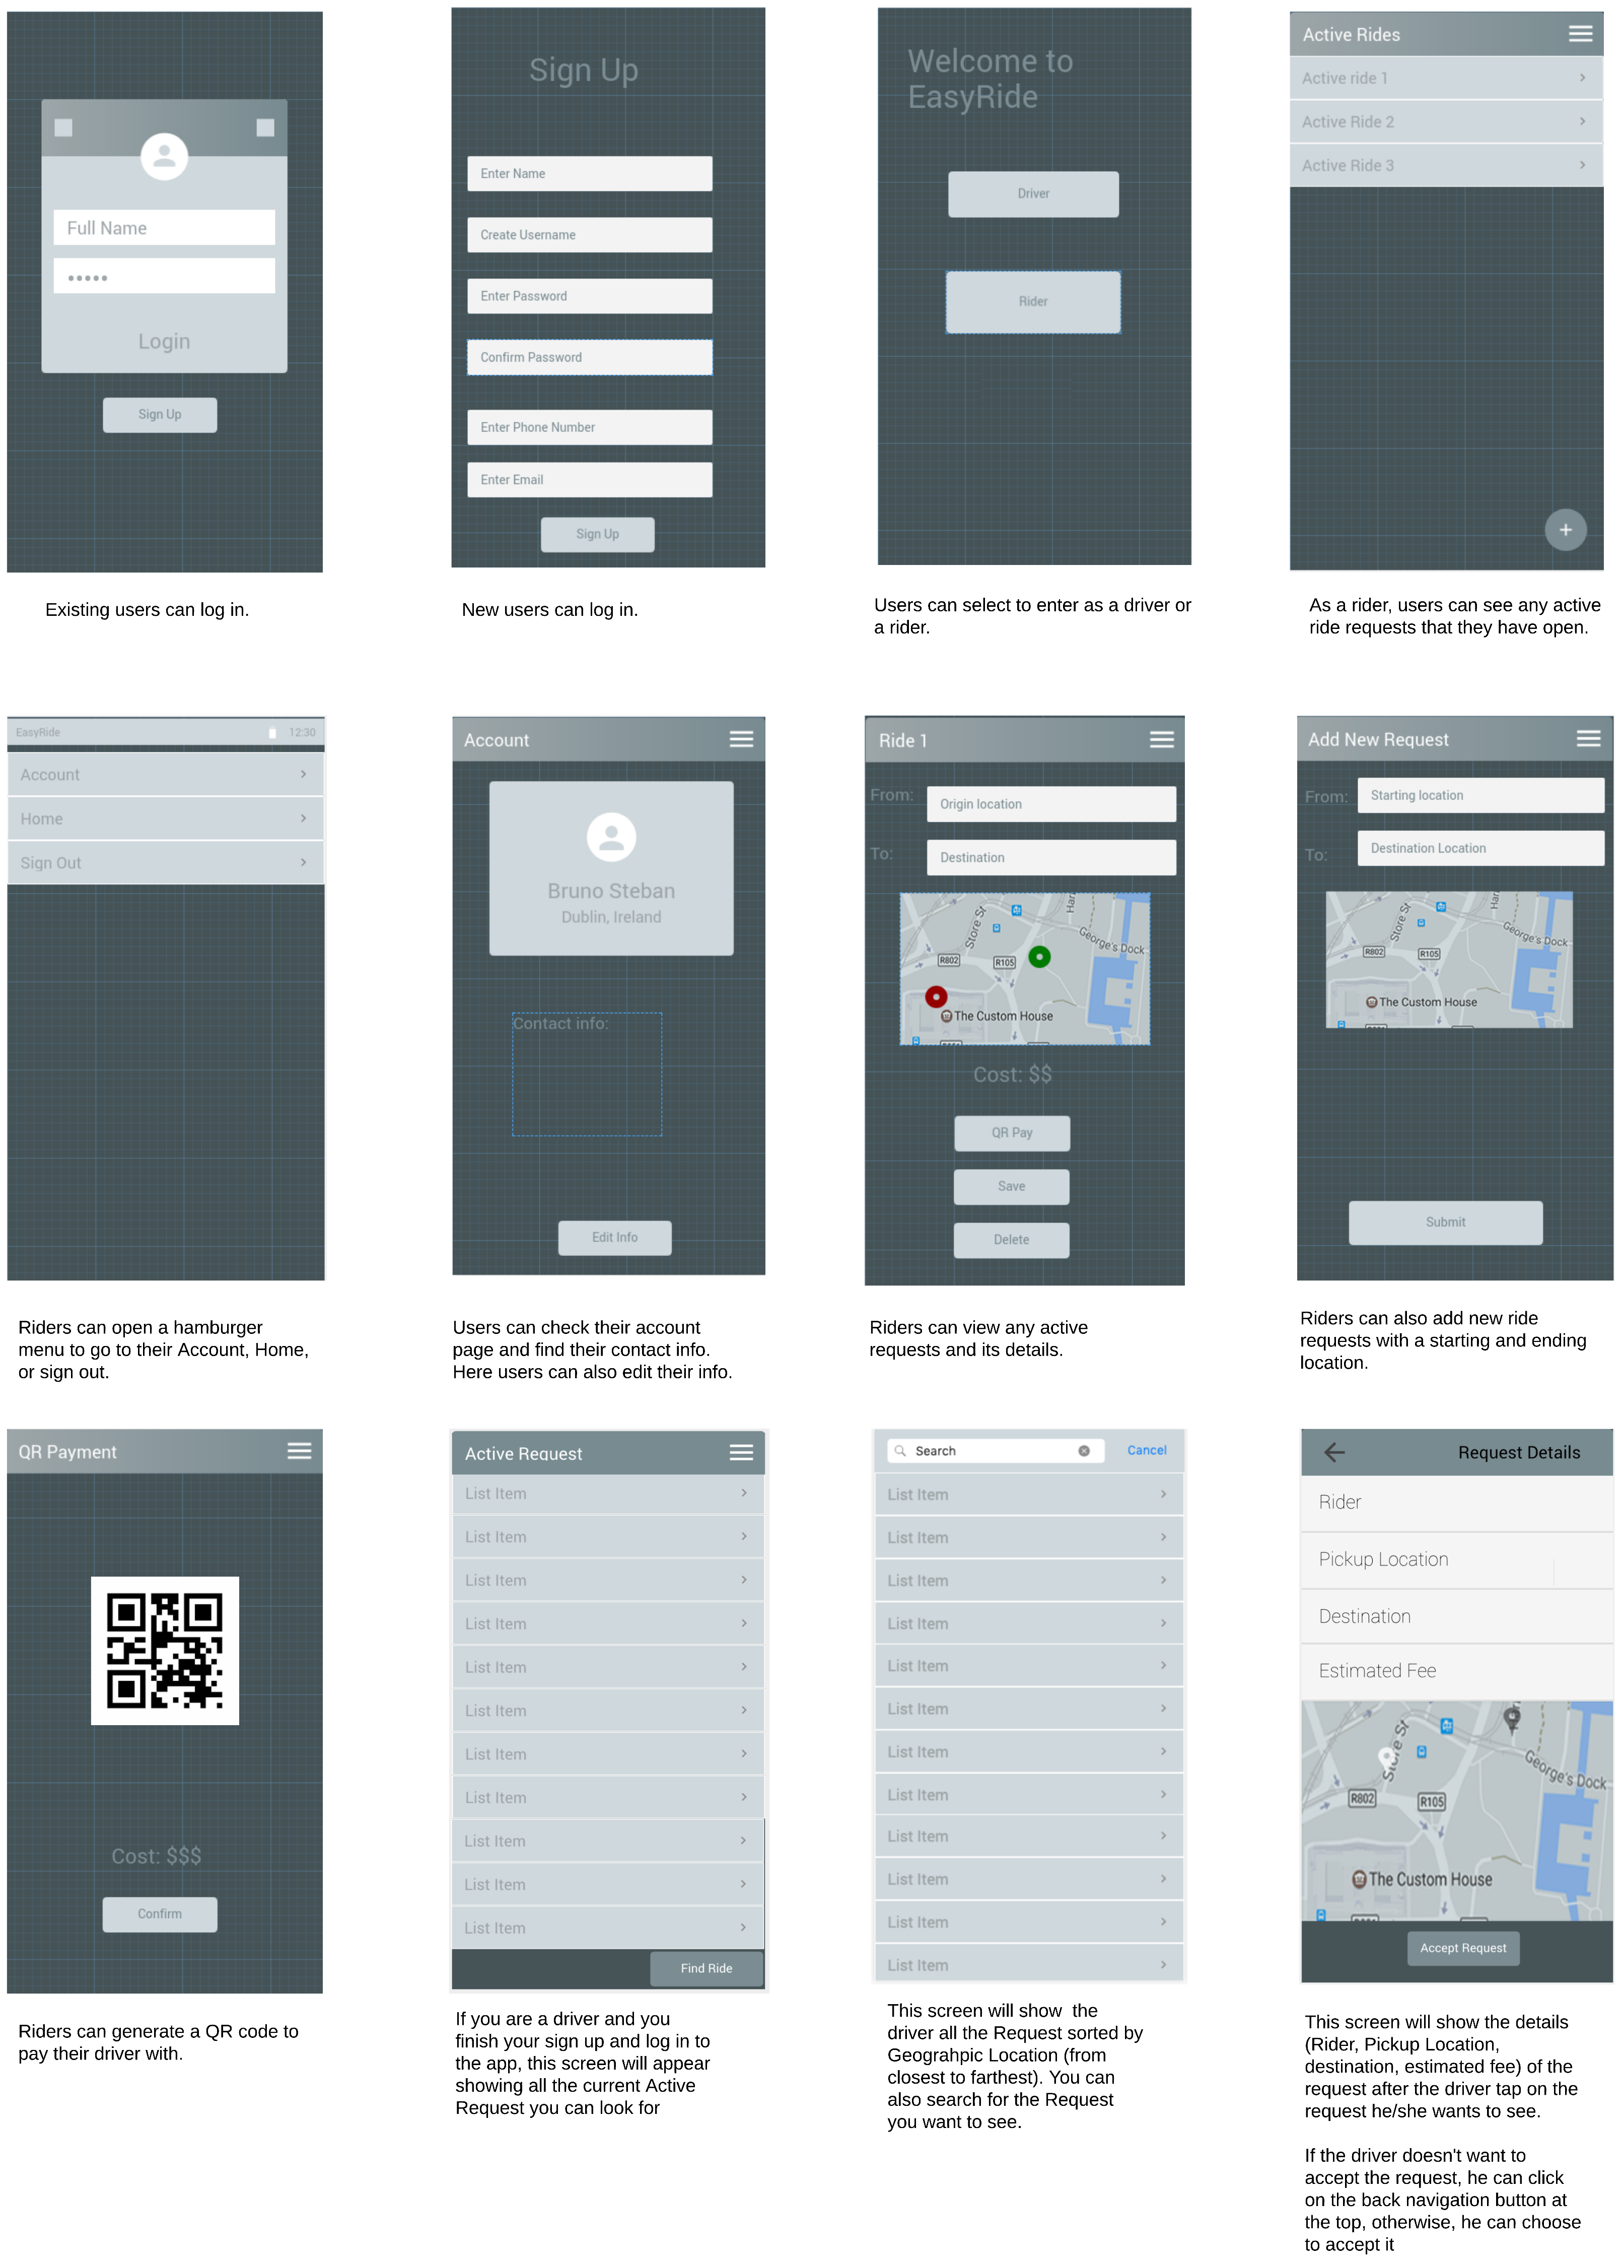 Full Name
•••••
Login
Sign Up
Existing users can log in.
Sign Up
Enter Name
Create Username
Enter Password
Confirm Password
Enter Phone Number
Enter Email
Sign Up
New users can log in.
Welcome to
EasyRide
Driver
Rider
Users can select to enter as a driver or
a rider.
Active Rides
Active ride 1
Active Ride 2
Active Ride 3
+
As a rider, users can see any active
ride requests that they have open.
EasyRide 12:30
Account
Home
Sign Out
Riders can open a hamburger
menu to go to their Account, Home,
or sign out.
Account
Bruno Steban
Dublin, Ireland
Contact info:
Edit Info
Users can check their account
page and find their contact info.
Here users can also edit their info.
Ride 1
From: Origin location
To: Destination
Store St
Har
George's Dock
R802
R105
The Custom House
Cost: $$
QR Pay
Save
Delete
Riders can view any active
requests and its details.
Add New Request
From: Starting location
To: Destination Location
Store St
Har
George's Dock
R802
R105
The Custom House
Submit
Riders can also add new ride
requests with a starting and ending
location.
QR Payment
Cost: $$$
Confirm
Riders can generate a QR code to
pay their driver with.
Active Request
List Item
List Item
List Item
List Item
List Item
List Item
List Item
List Item
List Item
List Item
List Item
Find Ride
If you are a driver and you
finish your sign up and log in to
the app, this screen will appear
showing all the current Active
Request you can look for
Search Cancel
List Item
List Item
List Item
List Item
List Item
List Item
List Item
List Item
List Item
List Item
List Item
List Item
This screen will show the
driver all the Request sorted by
Geograhpic Location (from
closest to farthest). You can
also search for the Request
you want to see.
Request Details
Rider
Pickup Location
Destination
Estimated Fee
Store St
George's Dock
R802
R105
The Custom House
Accept Request
This screen will show the details
(Rider, Pickup Location,
destination, estimated fee) of the
request after the driver tap on the
request he/she wants to see.
If the driver doesn't want to
accept the request, he can click
on the back navigation button at
the top, otherwise, he can choose
to accept it